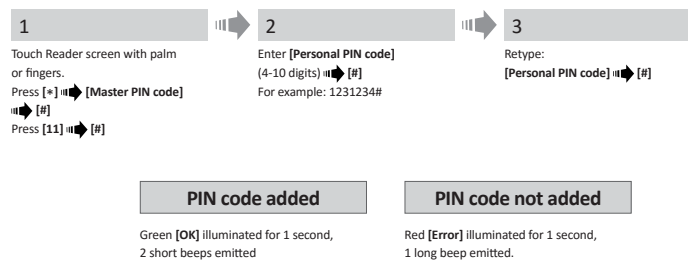 1
Touch Reader screen with palm
or fingers.
Press [*] [Master PIN code]
[#]
Press [11] [#]
2
Enter [Personal PIN code]
(4-10 digits) [#]
For example: 1231234#
3
Retype:
[Personal PIN code] [#]
PIN code added
Green [OK] illuminated for 1 second,
2 short beeps emitted
PIN code not added
Red [Error] illuminated for 1 second,
1 long beep emitted.